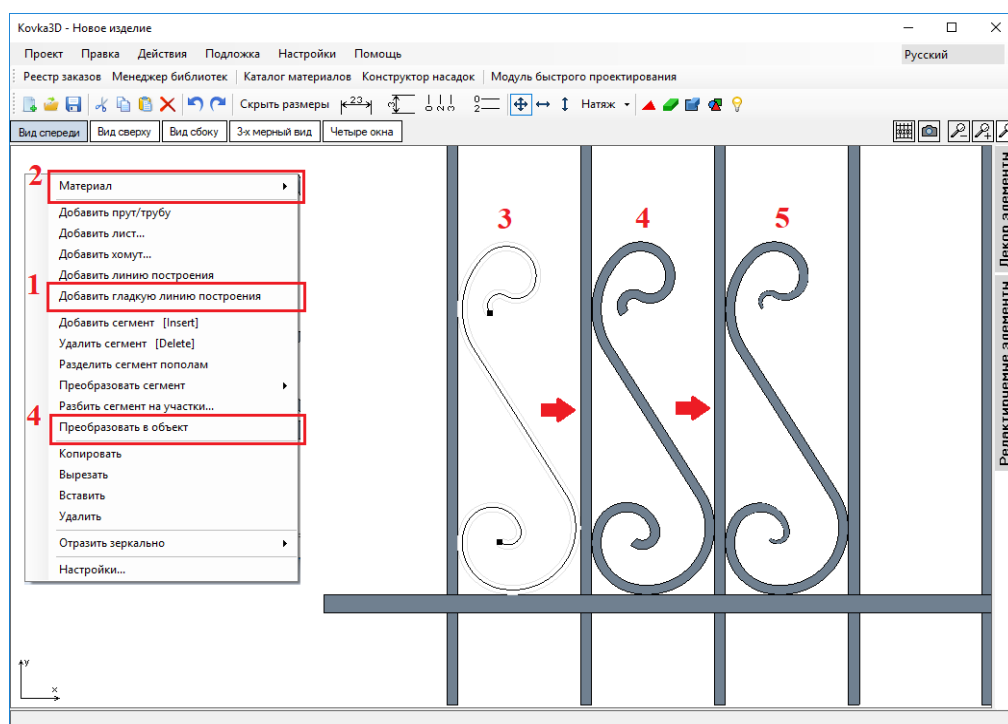 Kovka3D - Новое изделие
Проект Правка Действия Подложка Настройки Помощь Русский
Реестр заказов Менеджер библиотек Каталог материалов Конструктор насадок Модуль быстрого проектирования
Скрыть размеры 23 3 Натяж
Вид спереди Вид сверху Вид сбоку 3-х мерный вид Четыре окна
2 Материал
Добавить прут/трубу
Добавить лист...
Добавить хомут...
Добавить линию построения
1 Добавить гладкую линию построения
Добавить сегмент [Insert]
Удалить сегмент [Delete]
Разделить сегмент пополам
Преобразовать сегмент
Разбить сегмент на участки...
4 Преобразовать в объект
Копировать
Вырезать
Вставить
Удалить
Отразить зеркально
Настройки...
3 4 5
Декор элементы
Редактируемые элементы
y
x